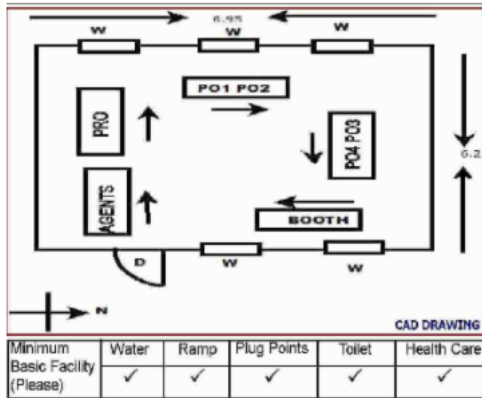 6.95
W W W
PO1 PO2
PRO
PO4 PO3
6.2
AGENTS
BOOTH
D
W W
N
CAD DRAWING
Minimum Basic Facility (Please) Water Ramp Plug Points Toilet Health Care
✓ ✓ ✓ ✓ ✓